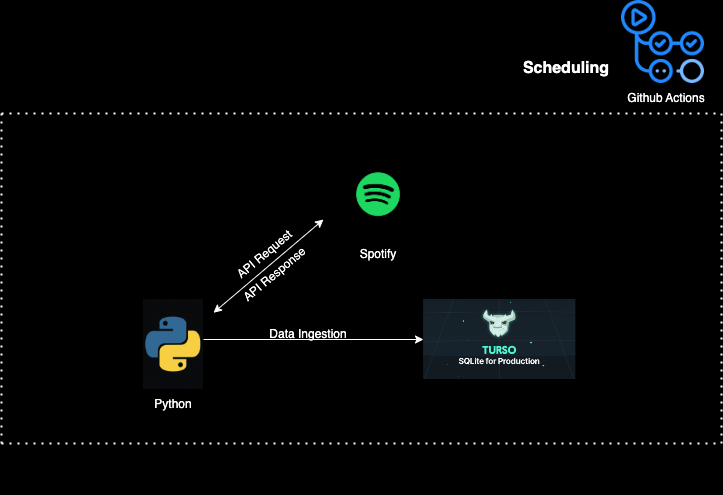 Scheduling
Github Actions
Spotify
API Request
API Response
Data Ingestion
TURSO
SQLite for Production
Python